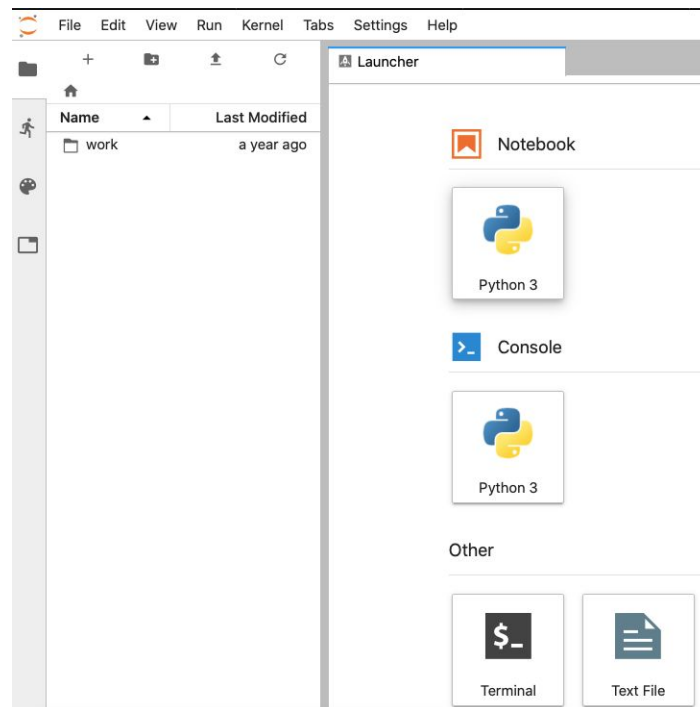 File Edit View Run Kernel Tabs Settings Help
Launcher
Name Last Modified
work a year ago
Notebook
Python 3
Console
Python 3
Other
$_
Terminal Text File